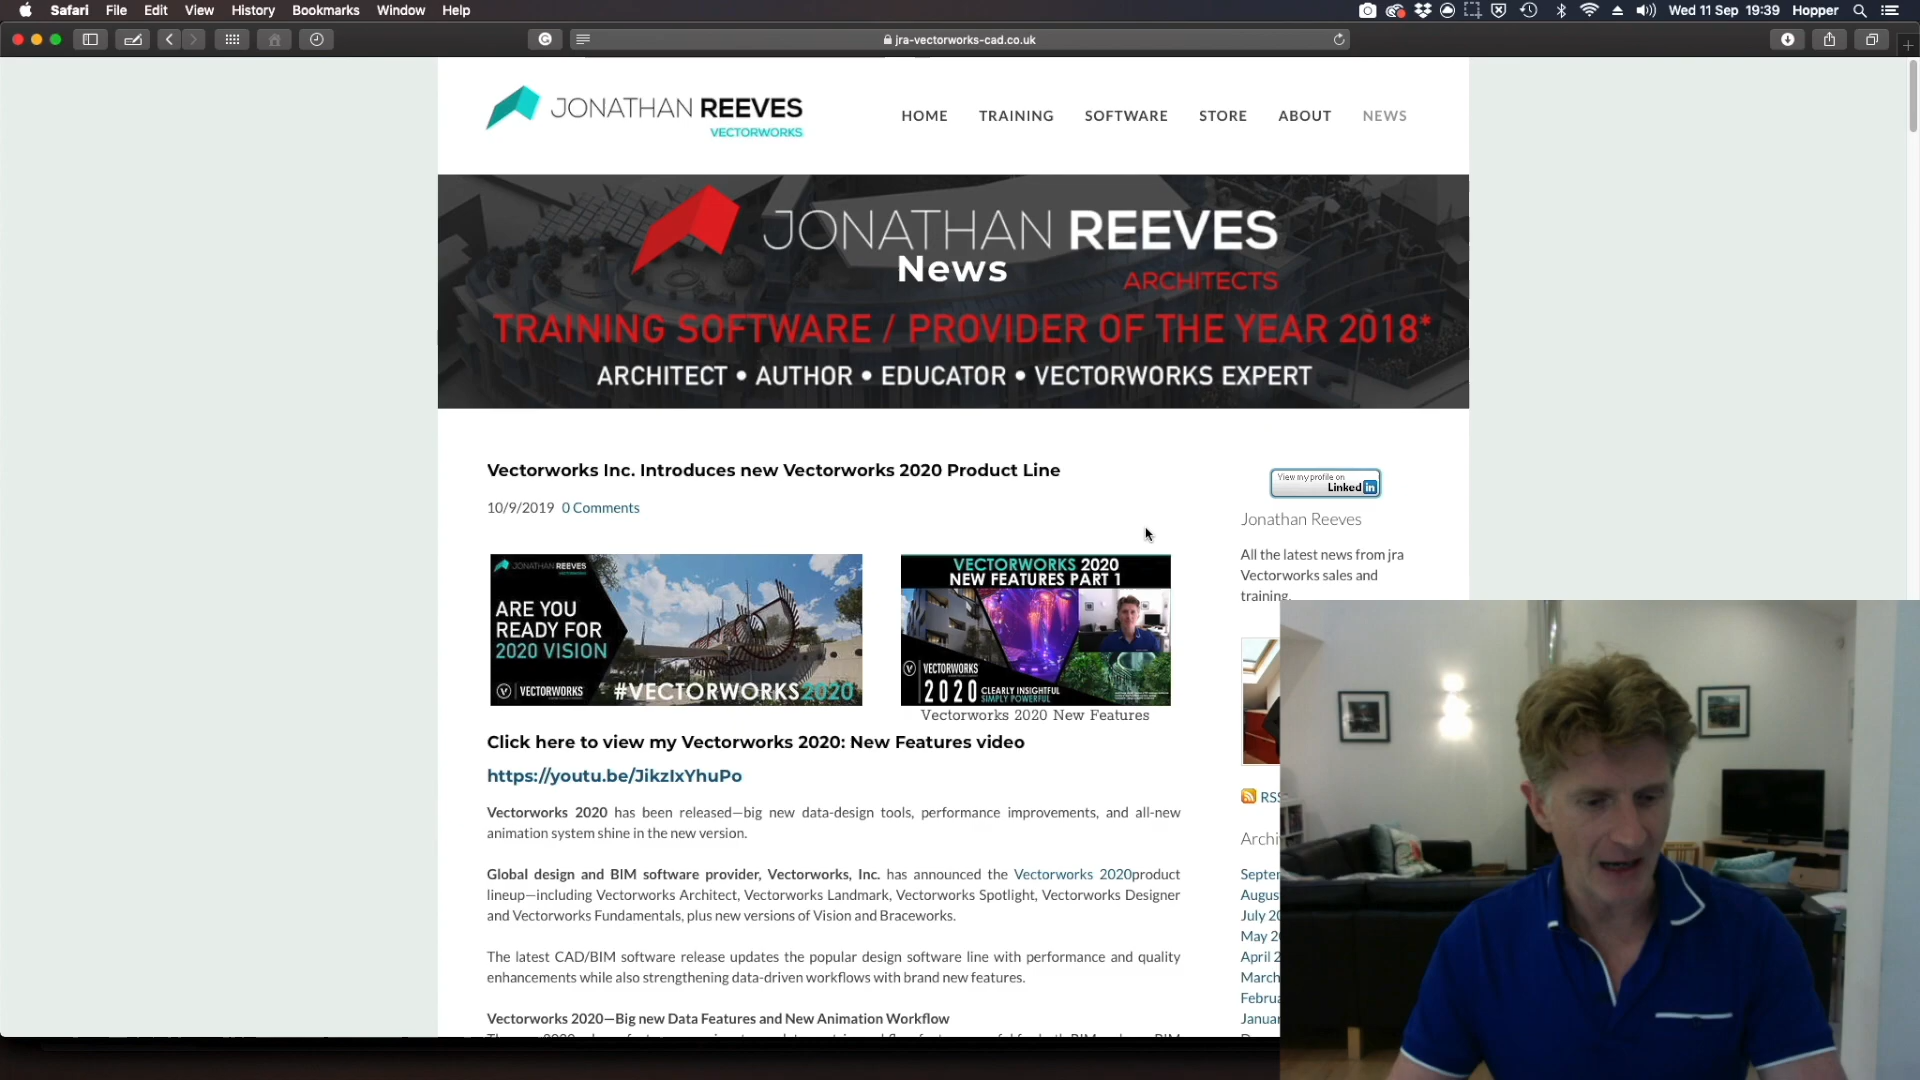 Safari File Edit View History Bookmarks Window Help
Wed 11 Sep 19:39 Hopper
jra-vectorworks-cad.co.uk
JONATHAN REEVES
VECTORWORKS
HOME TRAINING SOFTWARE STORE ABOUT NEWS
JONATHAN REEVES
News
ARCHITECTS
TRAINING SOFTWARE / PROVIDER OF THE YEAR 2018*
ARCHITECT • AUTHOR • EDUCATOR • VECTORWORKS EXPERT
Vectorworks Inc. Introduces new Vectorworks 2020 Product Line
10/9/2019 0 Comments
JONATHAN REEVES
VECTORWORKS
ARE YOU
READY FOR
2020 VISION
VECTORWORKS
#VECTORWORKS2020
VECTORWORKS 2020
NEW FEATURES PART 1
VECTORWORKS
2020 CLEARLY INSIGHTFUL
SIMPLY POWERFUL
Vectorworks 2020 New Features
Click here to view my Vectorworks 2020: New Features video
https://youtu.be/JikzIxYhuPo
Vectorworks 2020 has been released—big new data-design tools, performance improvements, and all-new
animation system shine in the new version.
Global design and BIM software provider, Vectorworks, Inc. has announced the Vectorworks 2020product
lineup—including Vectorworks Architect, Vectorworks Landmark, Vectorworks Spotlight, Vectorworks Designer
and Vectorworks Fundamentals, plus new versions of Vision and Braceworks.
The latest CAD/BIM software release updates the popular design software line with performance and quality
enhancements while also strengthening data-driven workflows with brand new features.
Vectorworks 2020—Big new Data Features and New Animation Workflow
View my profile on
Linked in
Jonathan Reeves
All the latest news from jra
Vectorworks sales and
training.
RSS
Archi
Septer
Augus
July 20
May 20
April 2
March
Februa
Januar